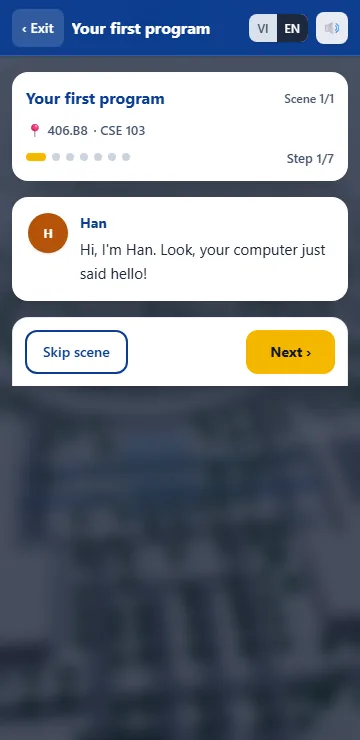 ‹ Exit
Your first program
VI
EN
Your first program
Scene 1/1
406.B8 · CSE 103
Step 1/7
H
Han
Hi, I'm Han. Look, your computer just
said hello!
Skip scene
Next ›